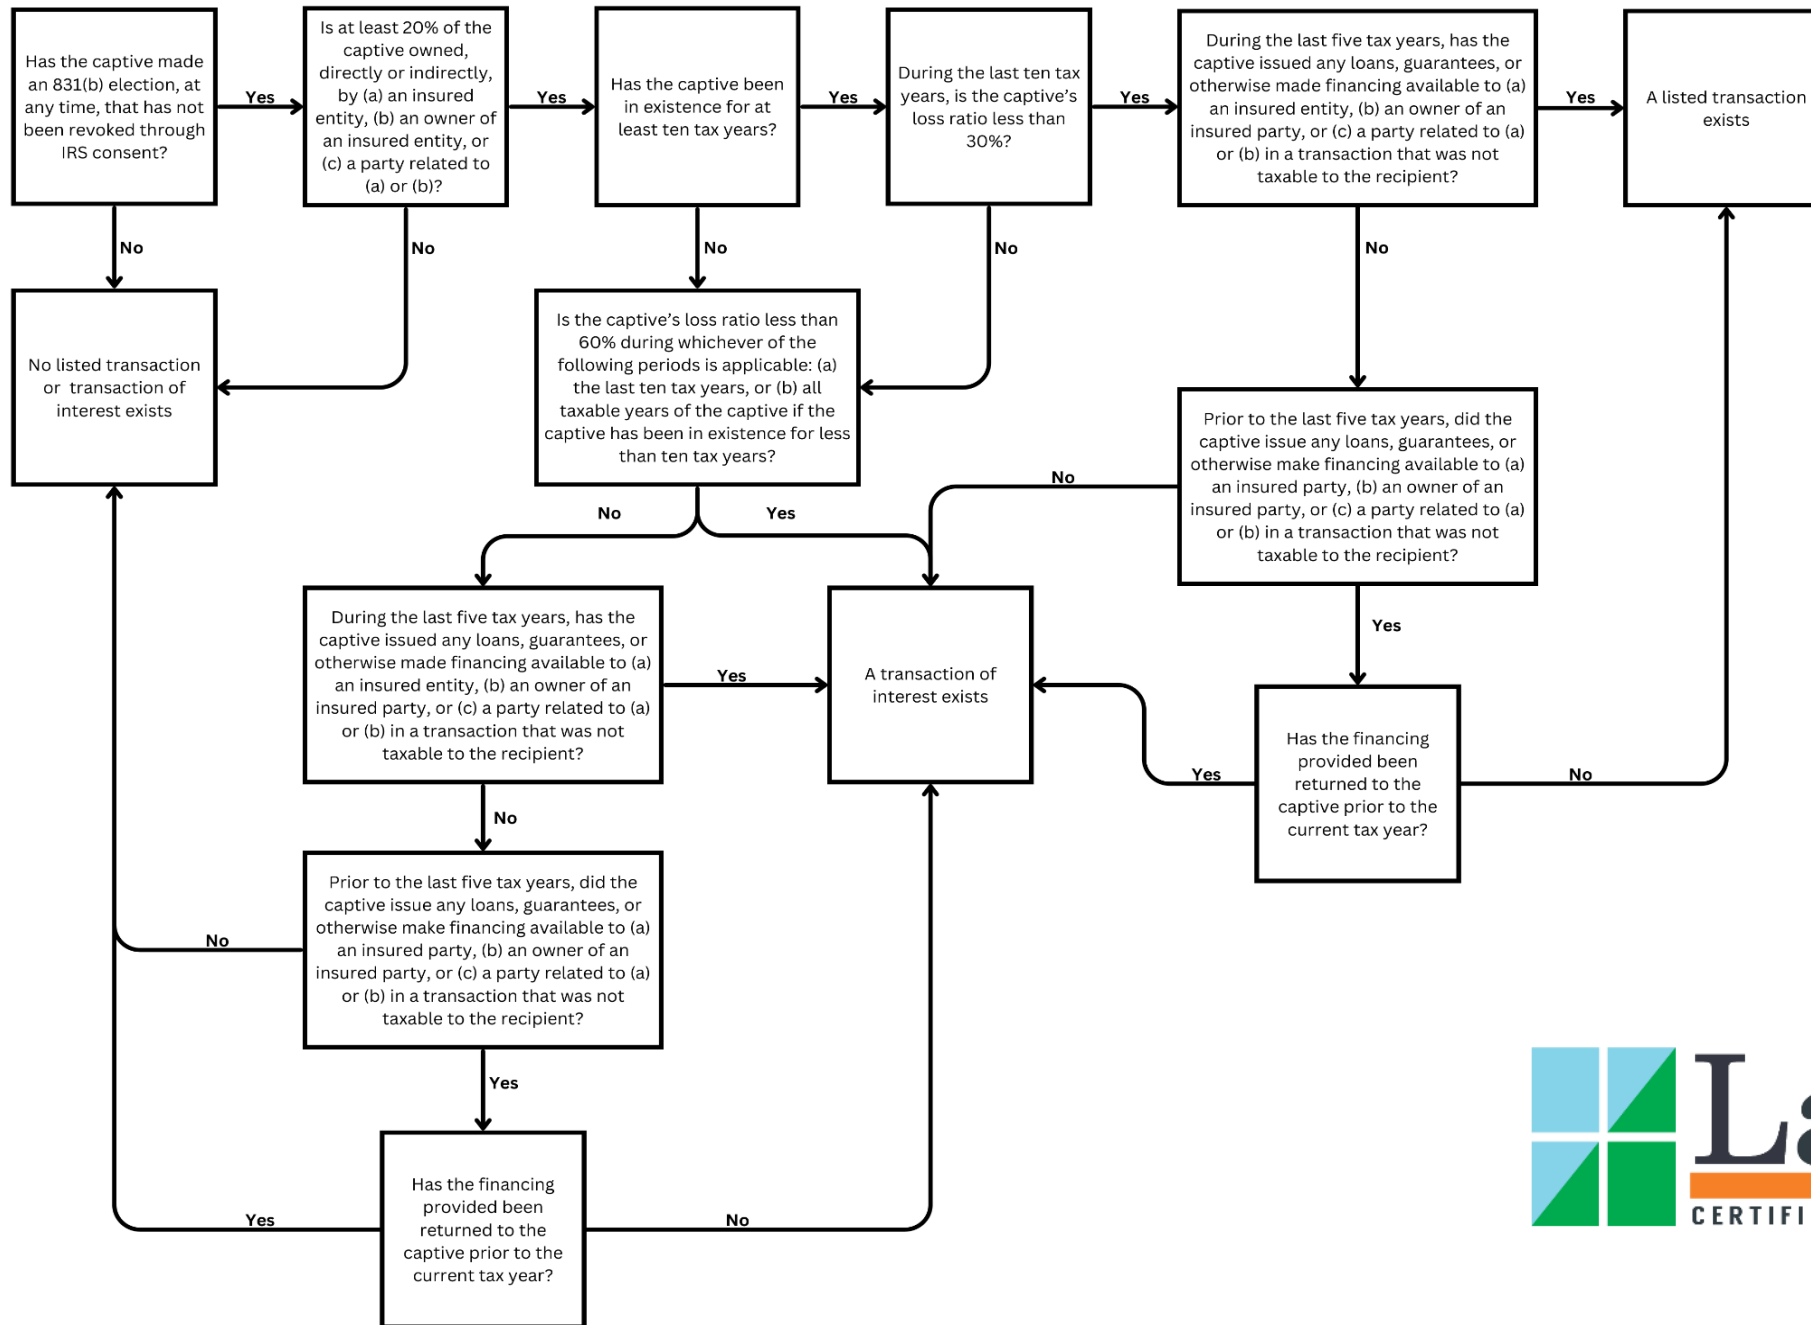 Has the captive made
an 831(b) election, at
any time, that has not
been revoked through
IRS consent?
Yes
Is at least 20% of the
captive owned,
directly or indirectly,
by (a) an insured
entity, (b) an owner of
an insured entity, or
(c) a party related to
(a) or (b)?
Yes
Has the captive been
in existence for at
least ten tax years?
Yes
During the last ten tax
years, is the captive's
loss ratio less than
30%?
Yes
During the last five tax years, has the
captive issued any loans, guarantees, or
otherwise made financing available to (a)
an insured entity, (b) an owner of an
insured party, or (c) a party related to (a)
or (b) in a transaction that was not
taxable to the recipient?
Yes
A listed transaction
exists
No
No
No
No
No
No listed transaction
or transaction of
interest exists
Is the captive's loss ratio less than
60% during whichever of the
following periods is applicable: (a)
the last ten tax years, or (b) all
taxable years of the captive if the
captive has been in existence for less
than ten tax years?
Prior to the last five tax years, did the
captive issue any loans, guarantees, or
otherwise make financing available to (a)
an insured party, (b) an owner of an
insured party, or (c) a party related to (a)
or (b) in a transaction that was not
taxable to the recipient?
No
No
Yes
During the last five tax years, has the
captive issued any loans, guarantees, or
otherwise made financing available to (a)
an insured entity, (b) an owner of an
insured party, or (c) a party related to (a)
or (b) in a transaction that was not
taxable to the recipient?
Yes
A transaction of
interest exists
Yes
Has the financing
provided been
returned to the
captive prior to the
current tax year?
Yes
No
No
Prior to the last five tax years, did the
captive issue any loans, guarantees, or
otherwise make financing available to (a)
an insured party, (b) an owner of an
insured party, or (c) a party related to (a)
or (b) in a transaction that was not
taxable to the recipient?
No
Yes
Has the financing
provided been
returned to the
captive prior to the
current tax year?
Yes
No
La
CERTIFI